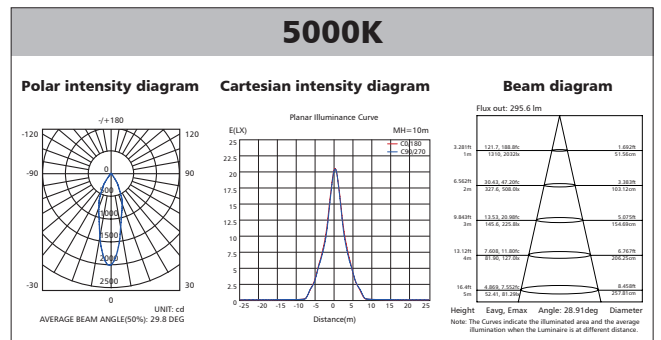 5000K
Polar intensity diagram
-/+180
-120
120
-90
90
0
500
1000
1500
2000
2500
-30
30
0
UNIT: cd
AVERAGE BEAM ANGLE(50%): 29.8 DEG
Cartesian intensity diagram
Planar Illuminance Curve
E(LX)
MH=10m
C0/180
C90/270
25
22.5
20
17.5
15
12.5
10
7.5
5
2.5
0
-25 -20 -15 -10 -5 0 5 10 15 20 25
Distance(m)
Beam diagram
Flux out: 295.6 lm
3.281ft 121.7, 188.8fc 1.692ft
1m 1310, 2032lx 51.56cm
6.562ft 30.43, 47.20fc 3.383ft
2m 327.6, 508.0lx 103.12cm
9.843ft 13.53, 20.98fc 5.075ft
3m 145.6, 225.8lx 154.69cm
13.12ft 7.608, 11.80fc 6.767ft
4m 81.90, 127.0lx 206.25cm
16.4ft 4.869, 7.552fc 8.458ft
5m 52.41, 81.29lx 257.81cm
Height Eavg, Emax Angle: 28.91deg Diameter
Note: The Curves indicate the illuminated area and the average
illumination when the Luminaire is at different distance.